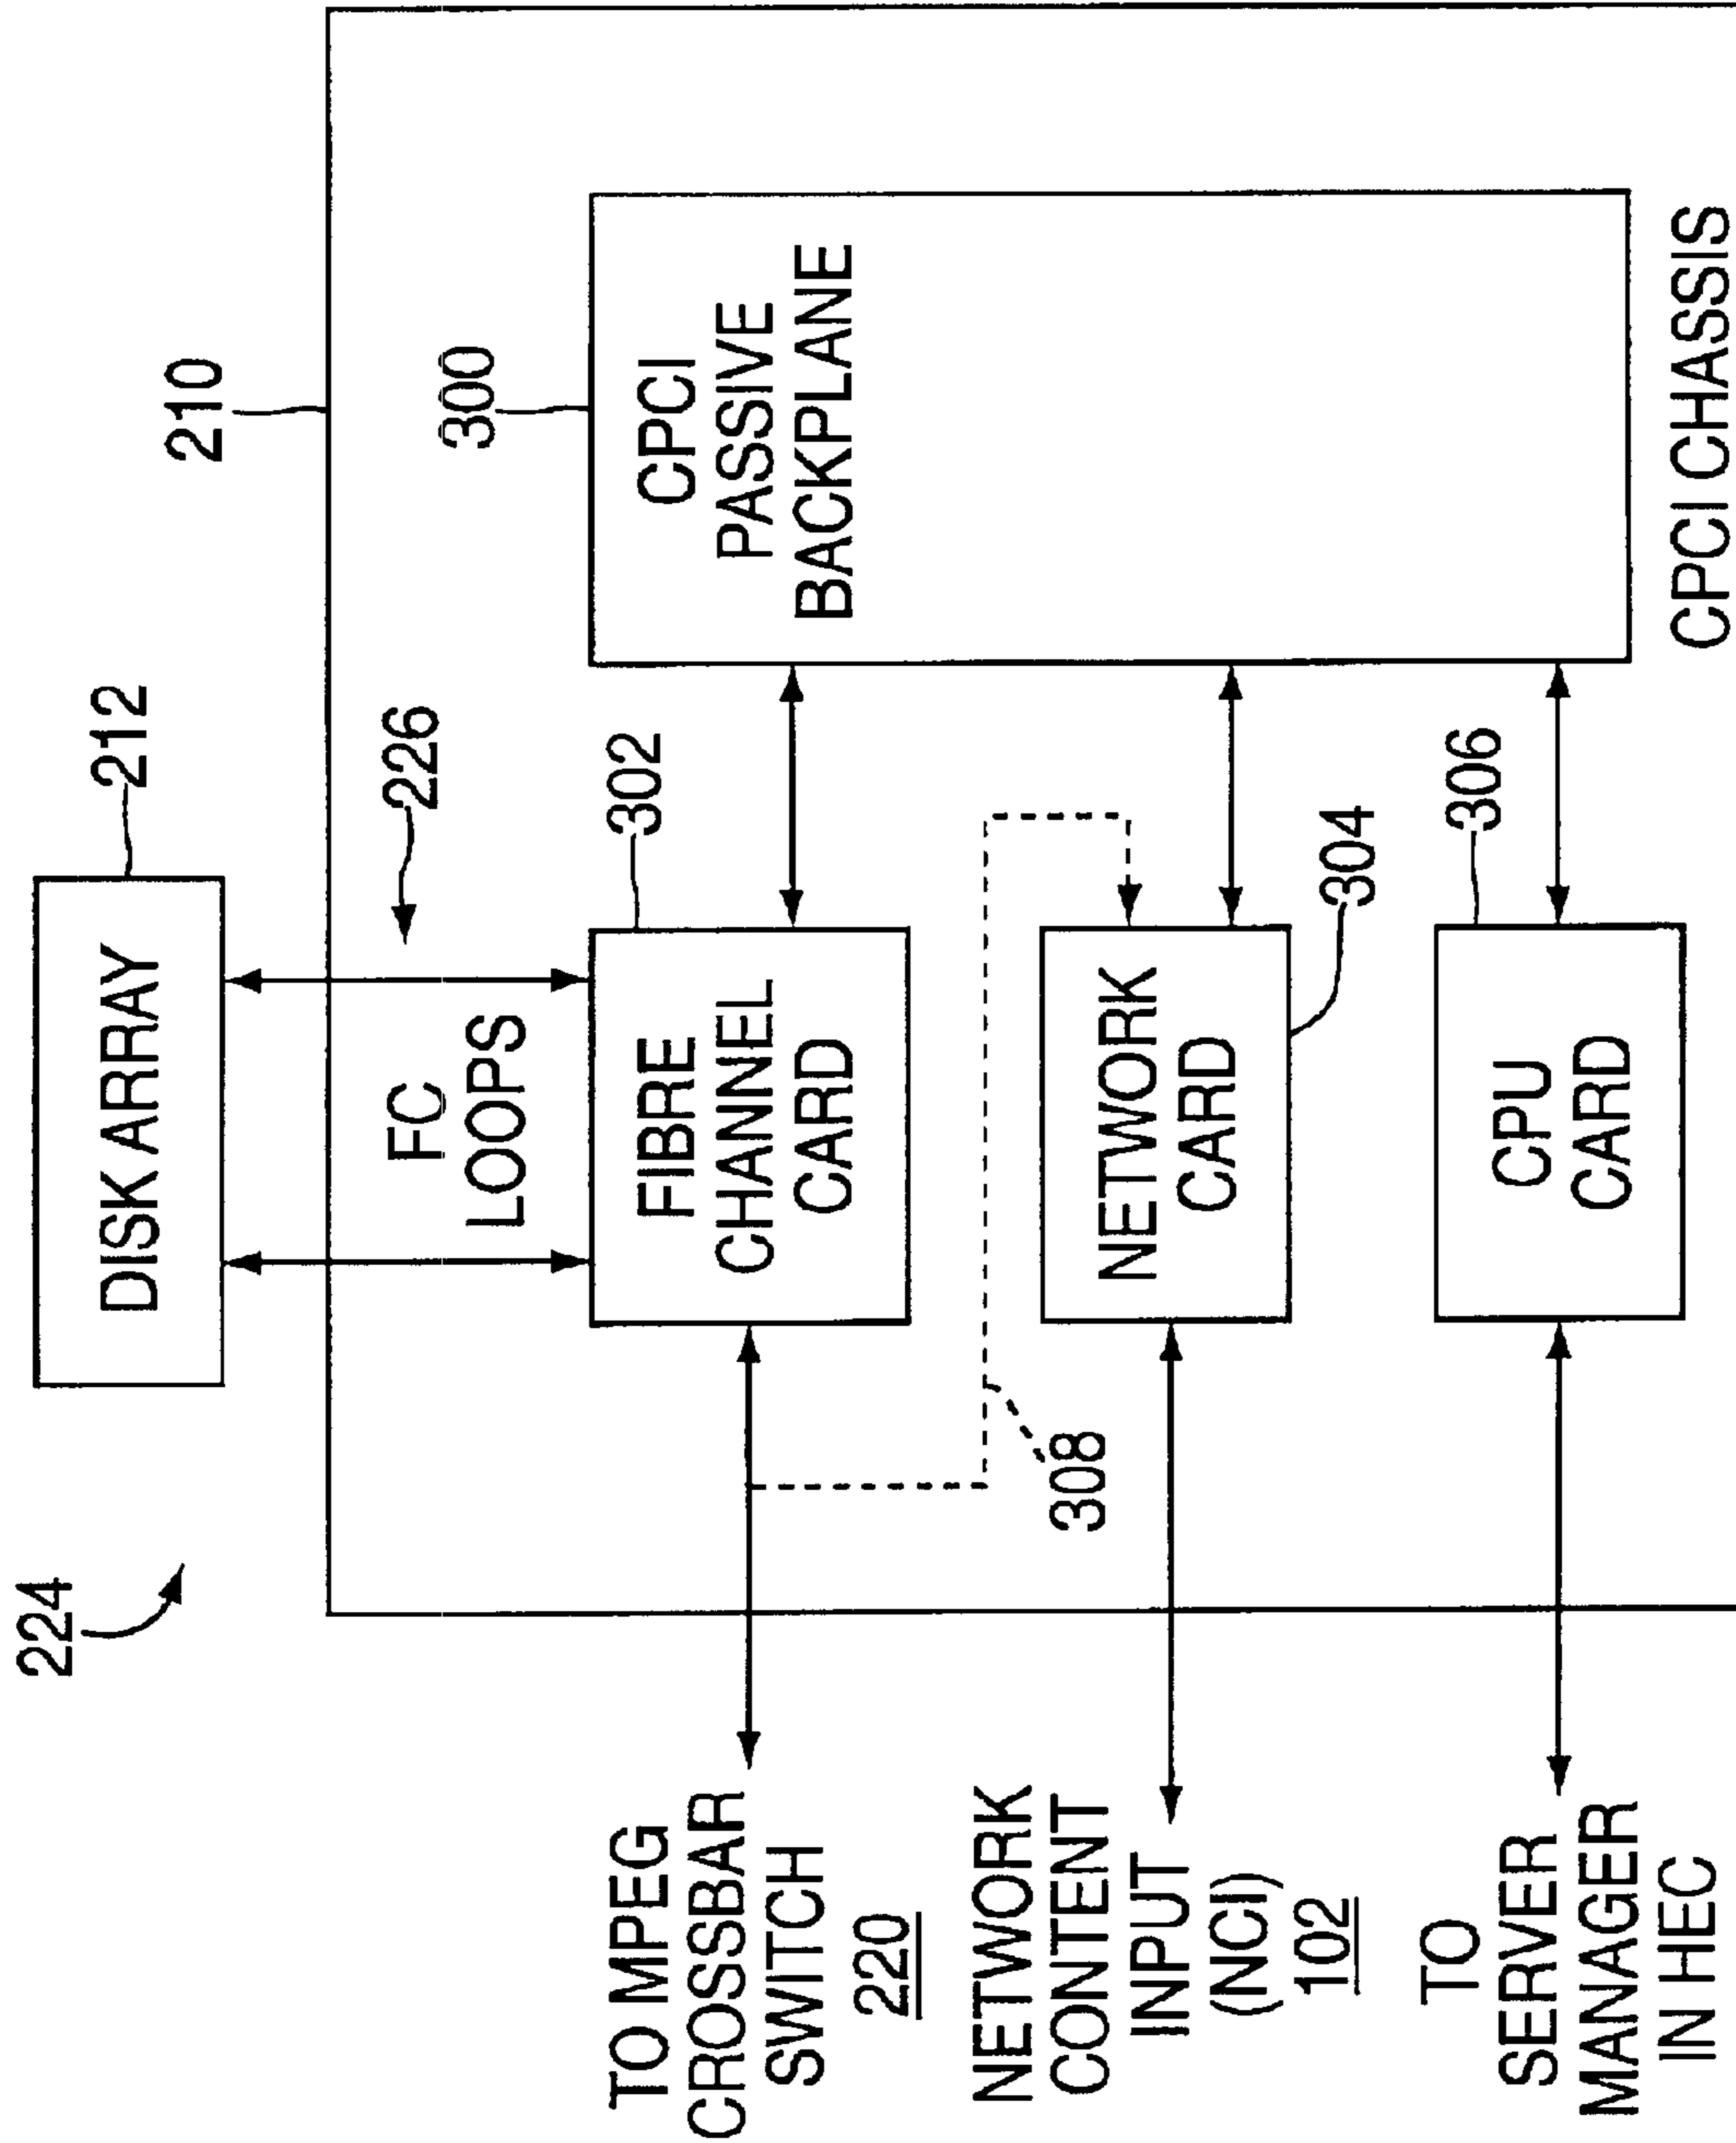 224
DISK ARRAY
212
210
FC
LOOPS
226
300
TO MPEG
CROSSBAR
SWITCH
220
FIBRE
CHANNEL
CARD
302
CPCI
PASSIVE
BACKPLANE
308
NETWORK
CONTENT
INPUT
(NCI)
102
NETWORK
CARD
304
TO
SERVER
MANAGER
IN HEC
CPU
CARD
306
CPCI CHASSIS